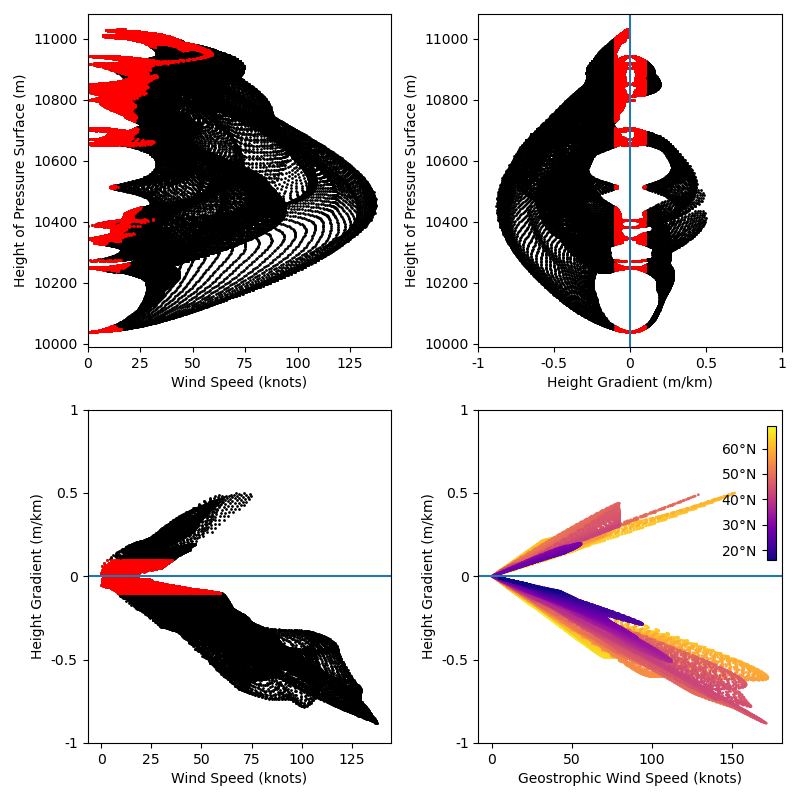 11000
10800
10600
10400
10200
10000
0 25 50 75 100 125
Wind Speed (knots)
Height of Pressure Surface (m)
11000
10800
10600
10400
10200
10000
-1 -0.5 0 0.5 1
Height Gradient (m/km)
Height of Pressure Surface (m)
1
0.5
0
-0.5
-1
0 25 50 75 100 125
Wind Speed (knots)
Height Gradient (m/km)
1
0.5
0
-0.5
-1
0 50 100 150
Geostrophic Wind Speed (knots)
Height Gradient (m/km)
60°N
50°N
40°N
30°N
20°N